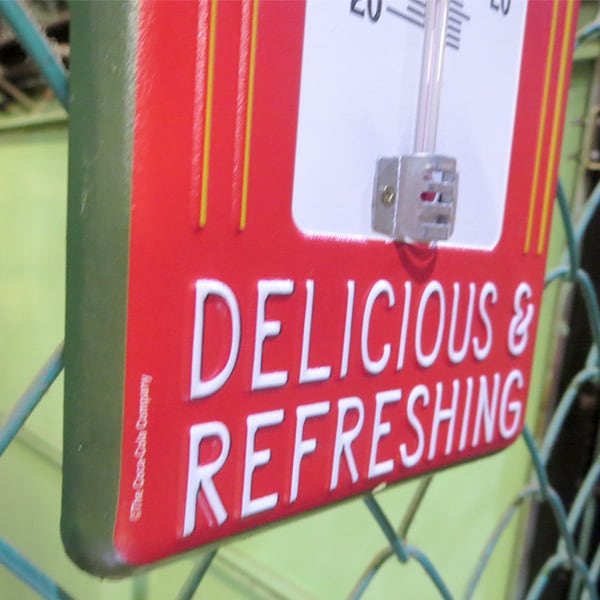 20 20
DELICIOUS &
REFRESHING
©The Coca-Cola Company